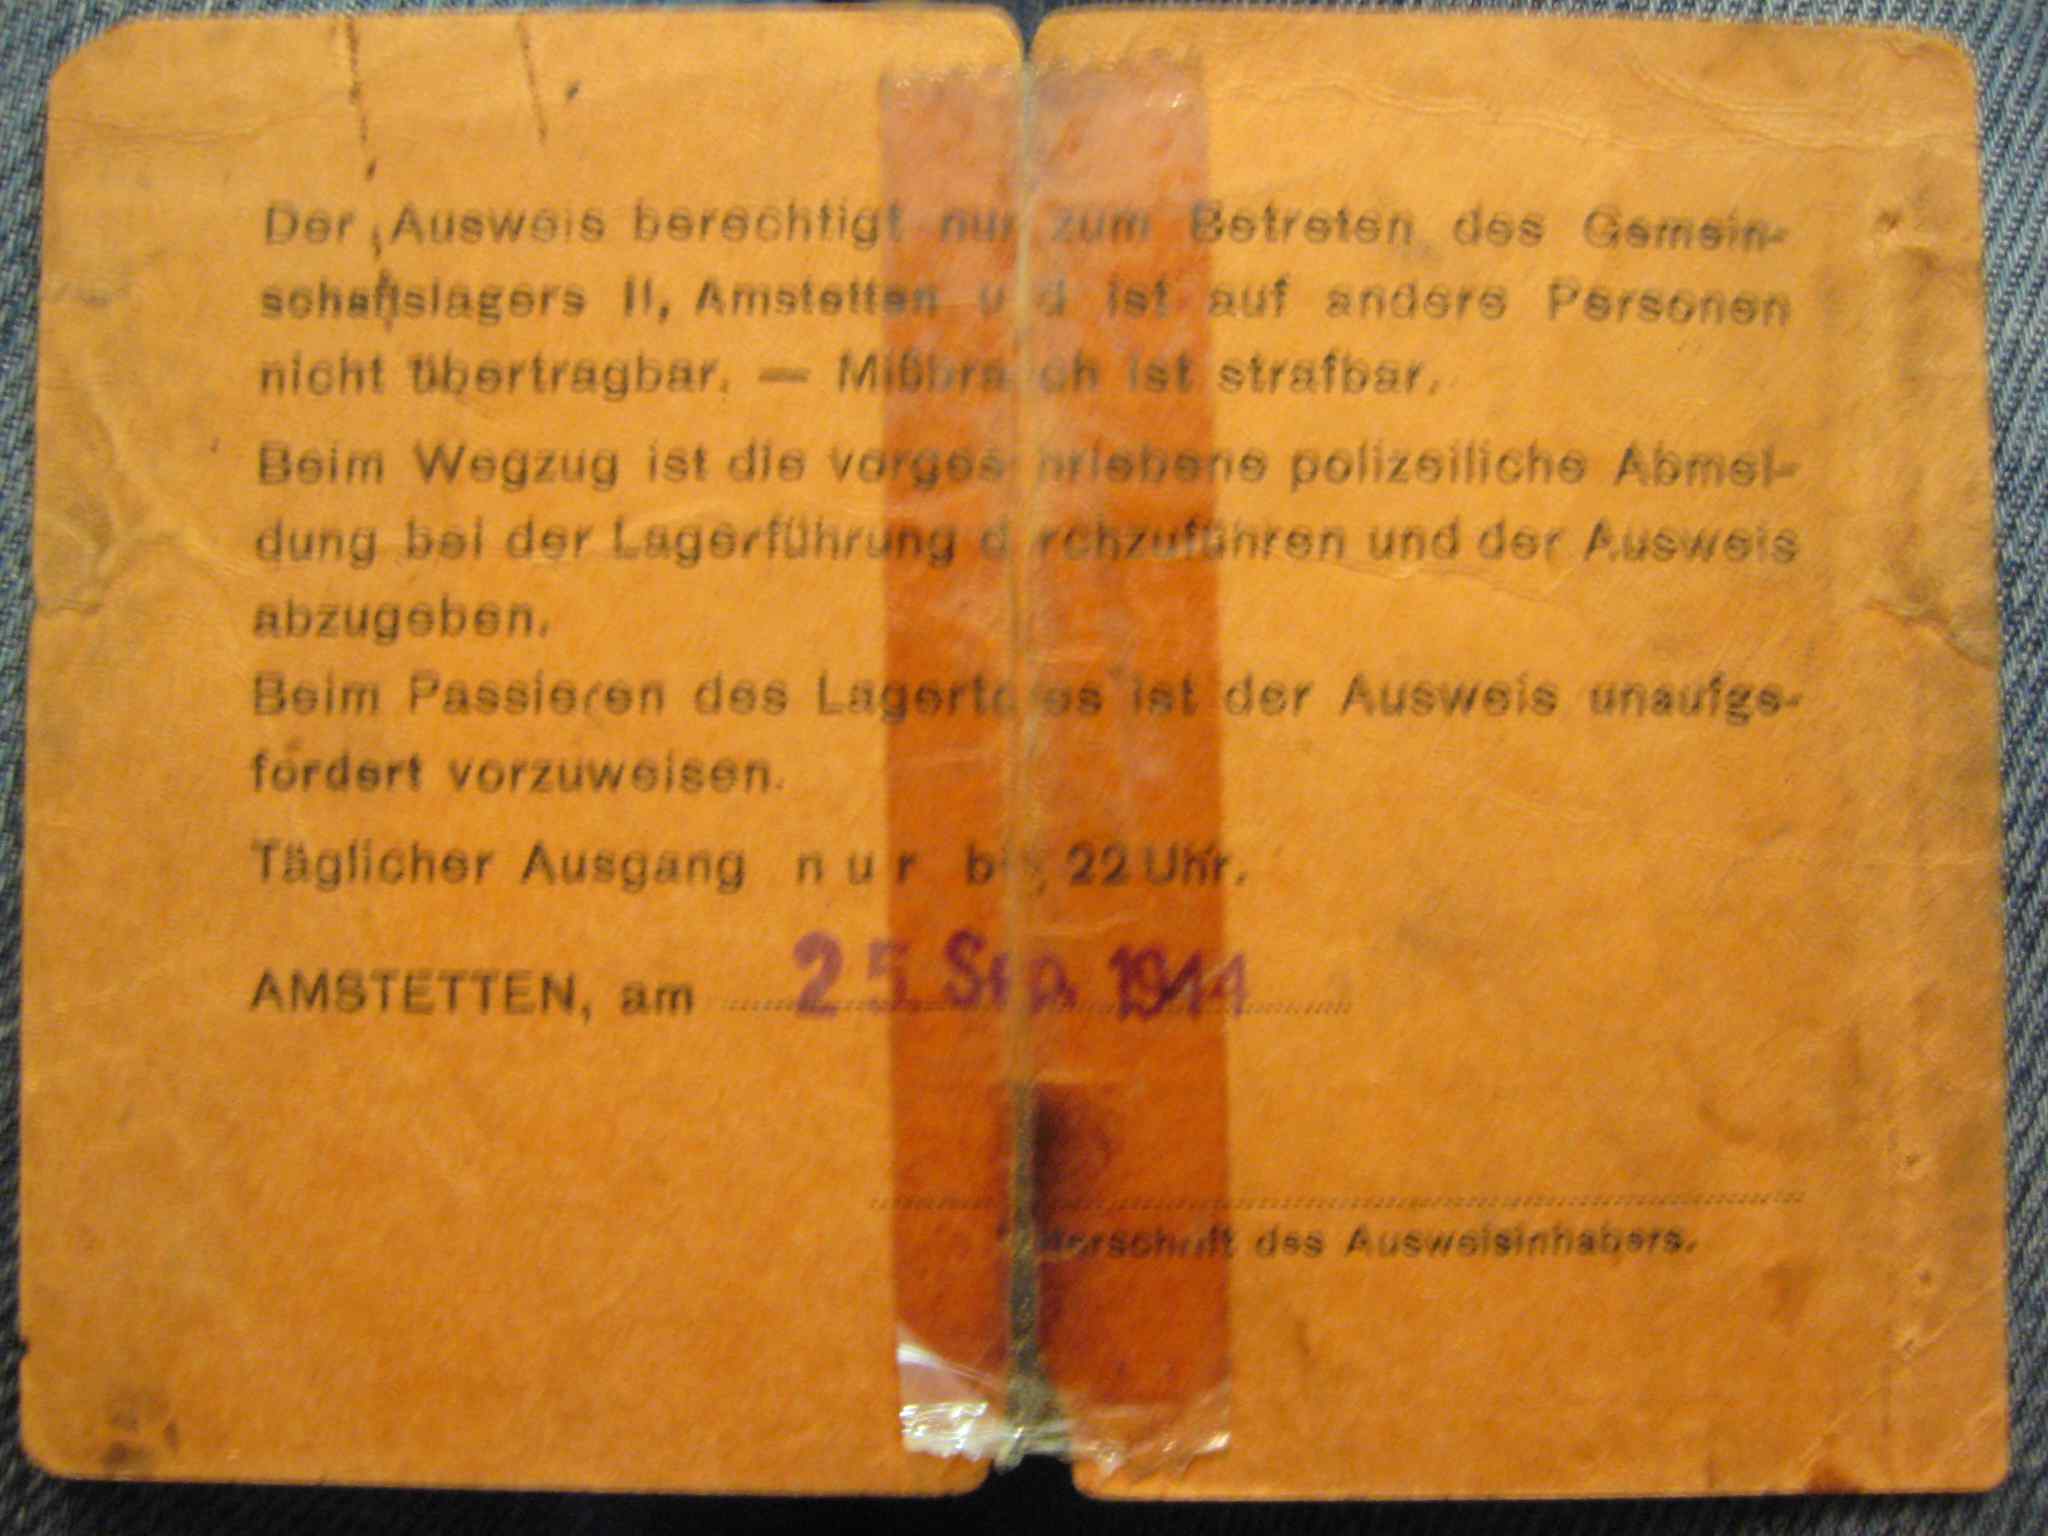 Der Ausweis berechtigt nur zum Betreten des Gemein-
schaftslagers II, Amstetten und ist auf andere Personen
nicht übertragbar. — Mißbrauch ist strafbar.
Beim Wegzug ist die vorgeschriebene polizeiliche Abmel-
dung bei der Lagerführung durchzuführen und der Ausweis
abzugeben.
Beim Passieren des Lagertores ist der Ausweis unaufge-
fordert vorzuweisen.
Täglicher Ausgang nur bis 22 Uhr.
AMSTETTEN, am 25 Sep. 1944
Unterschrift des Ausweisinhabers.